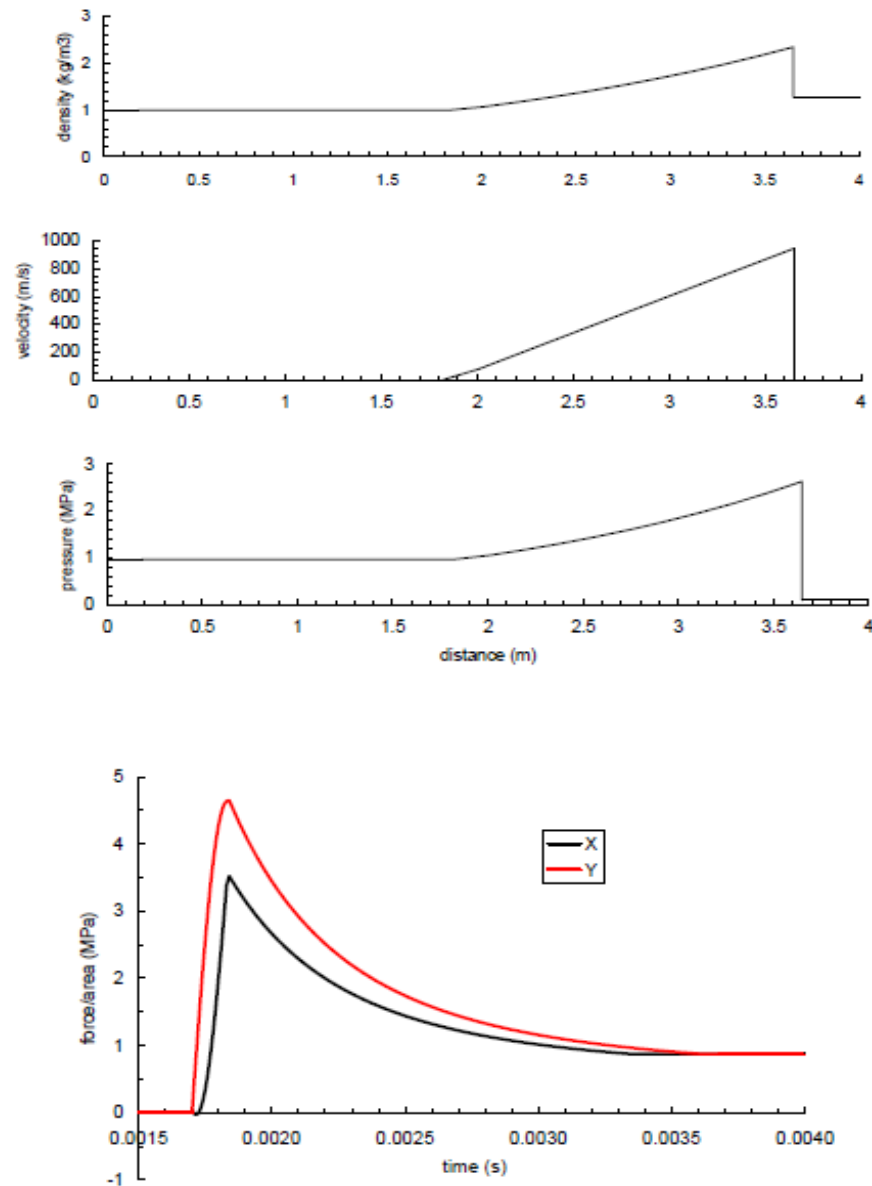 density (kg/m3)
3
2
1
0
0 0.5 1 1.5 2 2.5 3 3.5 4
velocity (m/s)
1000
800
600
400
200
0
0 0.5 1 1.5 2 2.5 3 3.5 4
pressure (MPa)
3
2
1
0
0 0.5 1 1.5 2 2.5 3 3.5 4
distance (m)
force/area (MPa)
5
4
3
2
1
0
-1
X
Y
0.0015 0.0020 0.0025 0.0030 0.0035 0.0040
time (s)